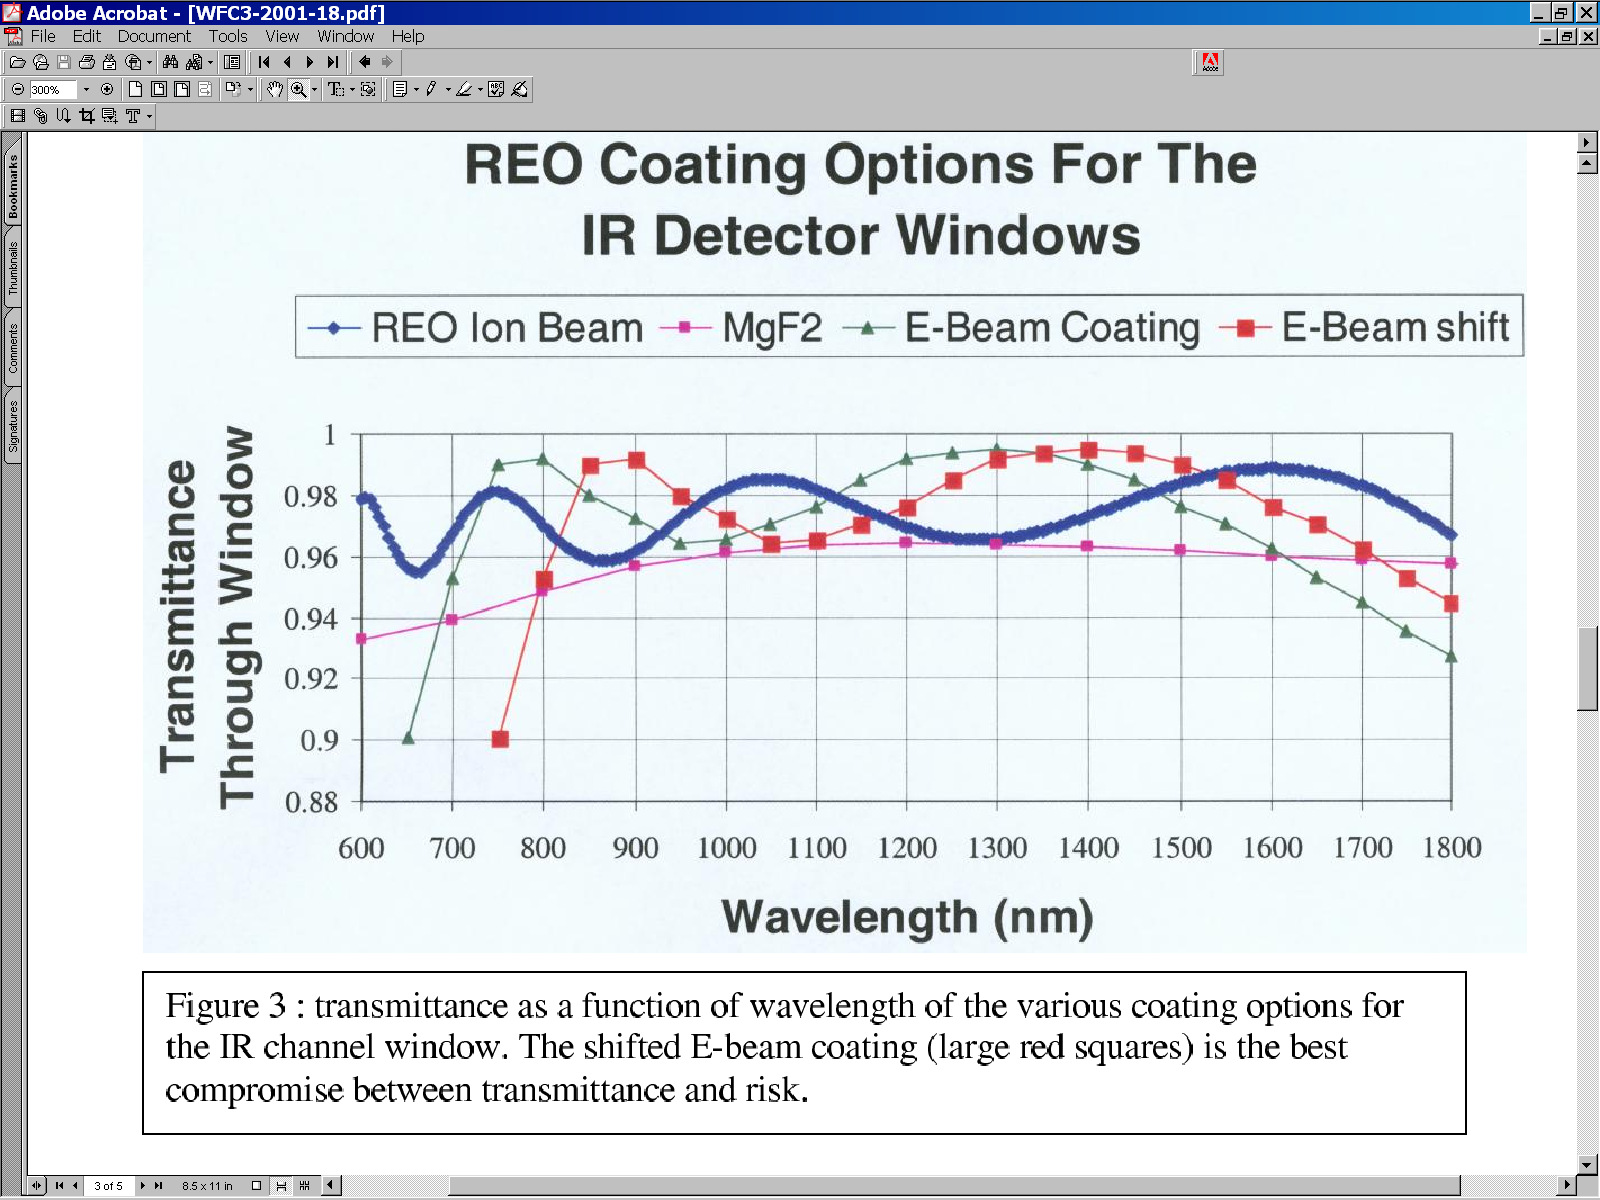 Adobe Acrobat - [WFC3-2001-18.pdf]
File Edit Document Tools View Window Help
Adobe
300%
Bookmarks
Thumbnails
Comments
Signatures
REO Coating Options For The
IR Detector Windows
REO Ion Beam MgF2 E-Beam Coating E-Beam shift
Transmittance
Through Window
1
0.98
0.96
0.94
0.92
0.9
0.88
600 700 800 900 1000 1100 1200 1300 1400 1500 1600 1700 1800
Wavelength (nm)
Figure 3 : transmittance as a function of wavelength of the various coating options for
the IR channel window. The shifted E-beam coating (large red squares) is the best
compromise between transmittance and risk.
3 of 5 8.5 x 11 in